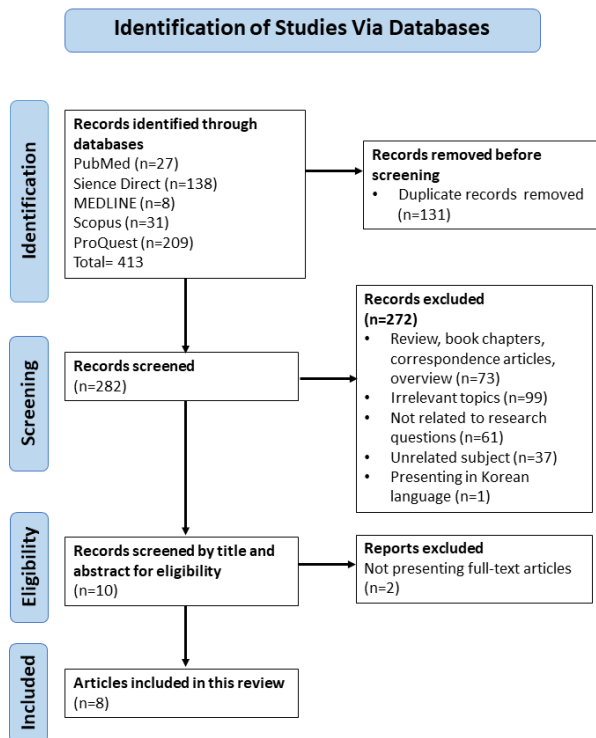 Identification of Studies Via Databases
Identification
Records identified through
databases
PubMed (n=27)
Sience Direct (n=138)
MEDLINE (n=8)
Scopus (n=31)
ProQuest (n=209)
Total= 413
Records removed before
screening
• Duplicate records removed
(n=131)
Screening
Records screened
(n=282)
Records excluded
(n=272)
• Review, book chapters,
correspondence articles,
overview (n=73)
• Irrelevant topics (n=99)
• Not related to research
questions (n=61)
• Unrelated subject (n=37)
• Presenting in Korean
language (n=1)
Eligibility
Records screened by title and
abstract for eligibility
(n=10)
Reports excluded
Not presenting full-text articles
(n=2)
Included
Articles included in this review
(n=8)